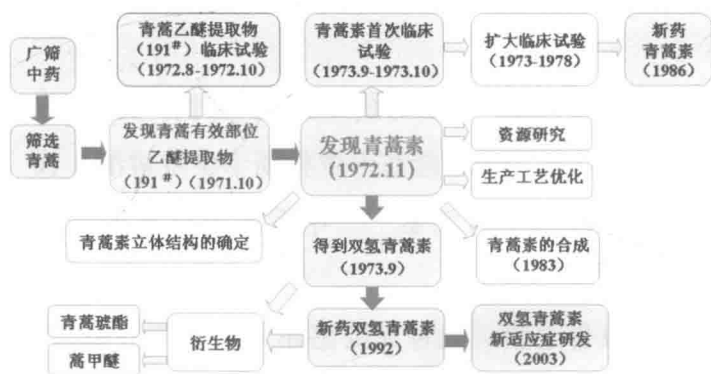 广筛
中药
筛选
青蒿
青蒿乙醚提取物
（191#）临床试验
（1972.8-1972.10）
发现青蒿有效部位
乙醚提取物
（191#）（1971.10）
青蒿素首次临床
试验
（1973.9-1973.10）
扩大临床试验
（1973-1978）
新药
青蒿素
（1986）
发现青蒿素
（1972.11）
资源研究
生产工艺优化
青蒿素立体结构的确定
得到双氢青蒿素
（1973.9）
青蒿素的合成
（1983）
青蒿琥酯
蒿甲醚
衍生物
新药双氢青蒿素
（1992）
双氢青蒿素
新适应症研发
（2003）